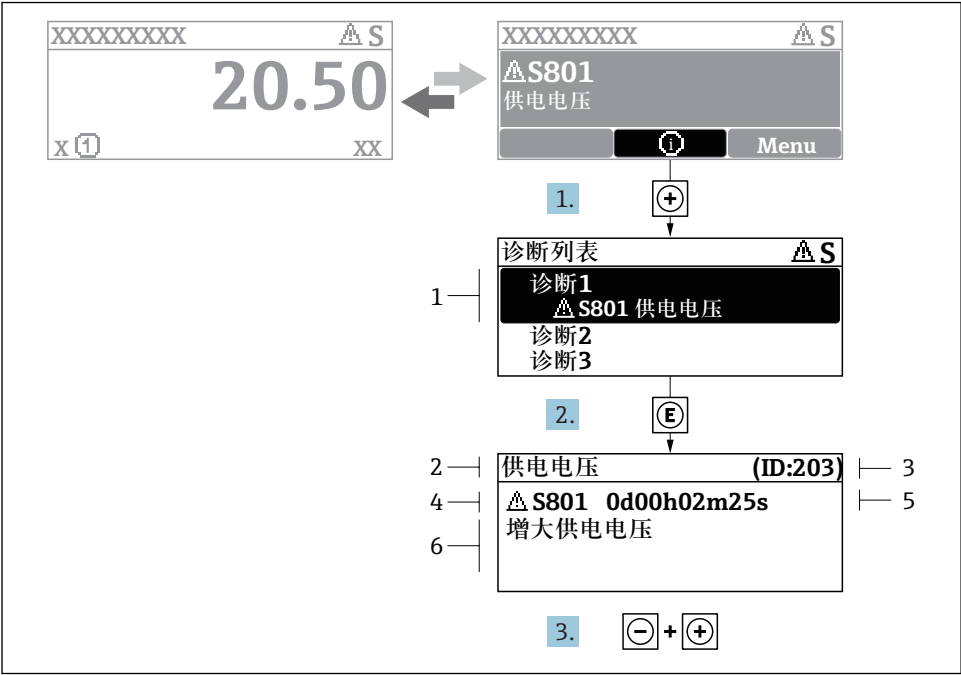 XXXXXXXXX ⚠ S
20.50
X ① XX
XXXXXXXXX ⚠ S
⚠S801
供电电压
ⓘ Menu
1. +
诊断列表 ⚠ S
1 诊断1
⚠ S801 供电电压
诊断2
诊断3
2. E
2 供电电压 (ID:203) 3
4 ⚠ S801 0d00h02m25s 5
6 增大供电电压
3. − + +